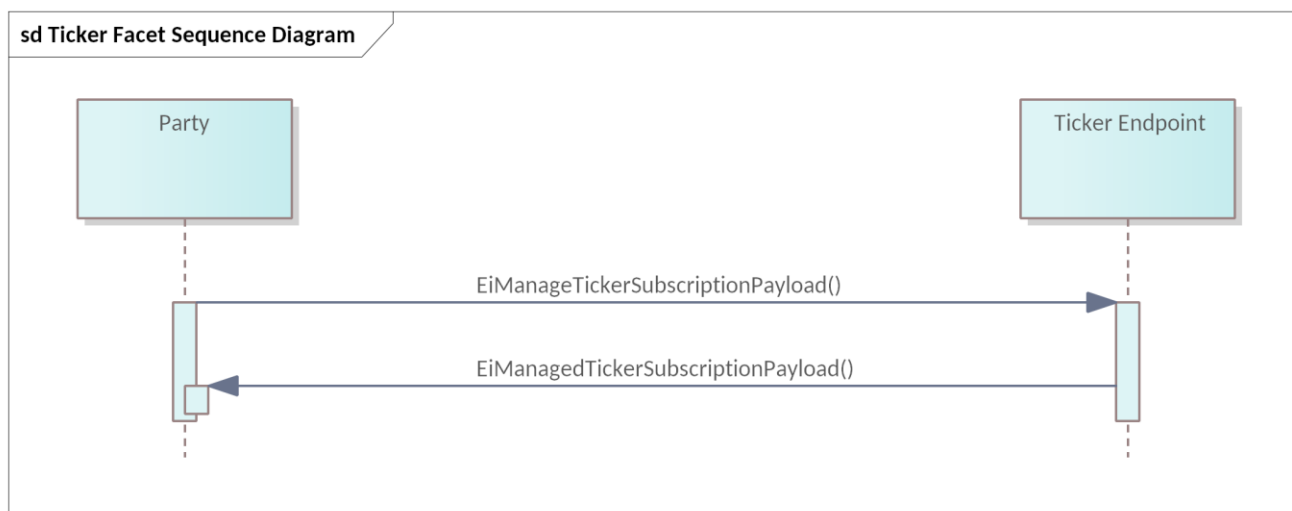 sd Ticker Facet Sequence Diagram
Party
Ticker Endpoint
EiManageTickerSubscriptionPayload()
EiManagedTickerSubscriptionPayload()